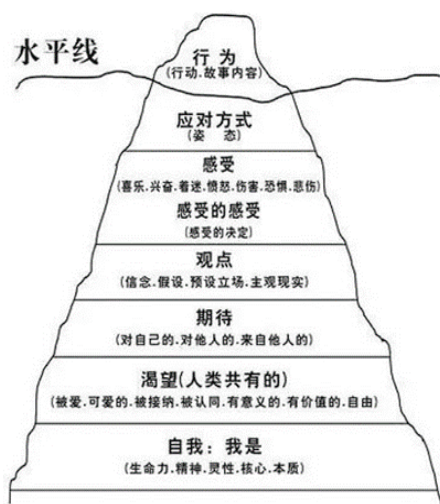 水平线
行 为
(行动.故事内容)
应对方式
(姿 态)
感受
(喜乐.兴奋.着迷.愤怒.伤害.恐惧.悲伤)
感受的感受
(感受的决定)
观点
(信念.假设.预设立场.主观现实)
期待
(对自己的.对他人的.来自他人的)
渴望(人类共有的)
(被爱.可爱的.被接纳.被认同.有意义的.有价值的.自由)
自我：我是
(生命力.精神.灵性.核心.本质)